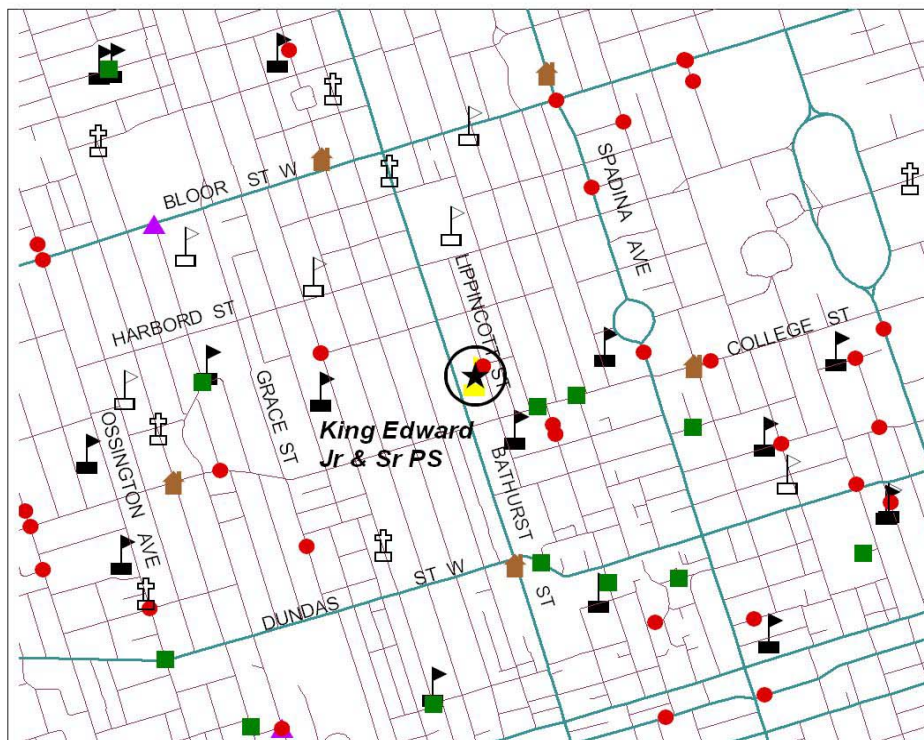 BLOOR ST W
SPADINA AVE
LIPPINCOTT ST
HARBORD ST
COLLEGE ST
GRACE ST
King Edward
Jr & Sr PS
OSSINGTON AVE
BATHURST ST
DUNDAS ST W